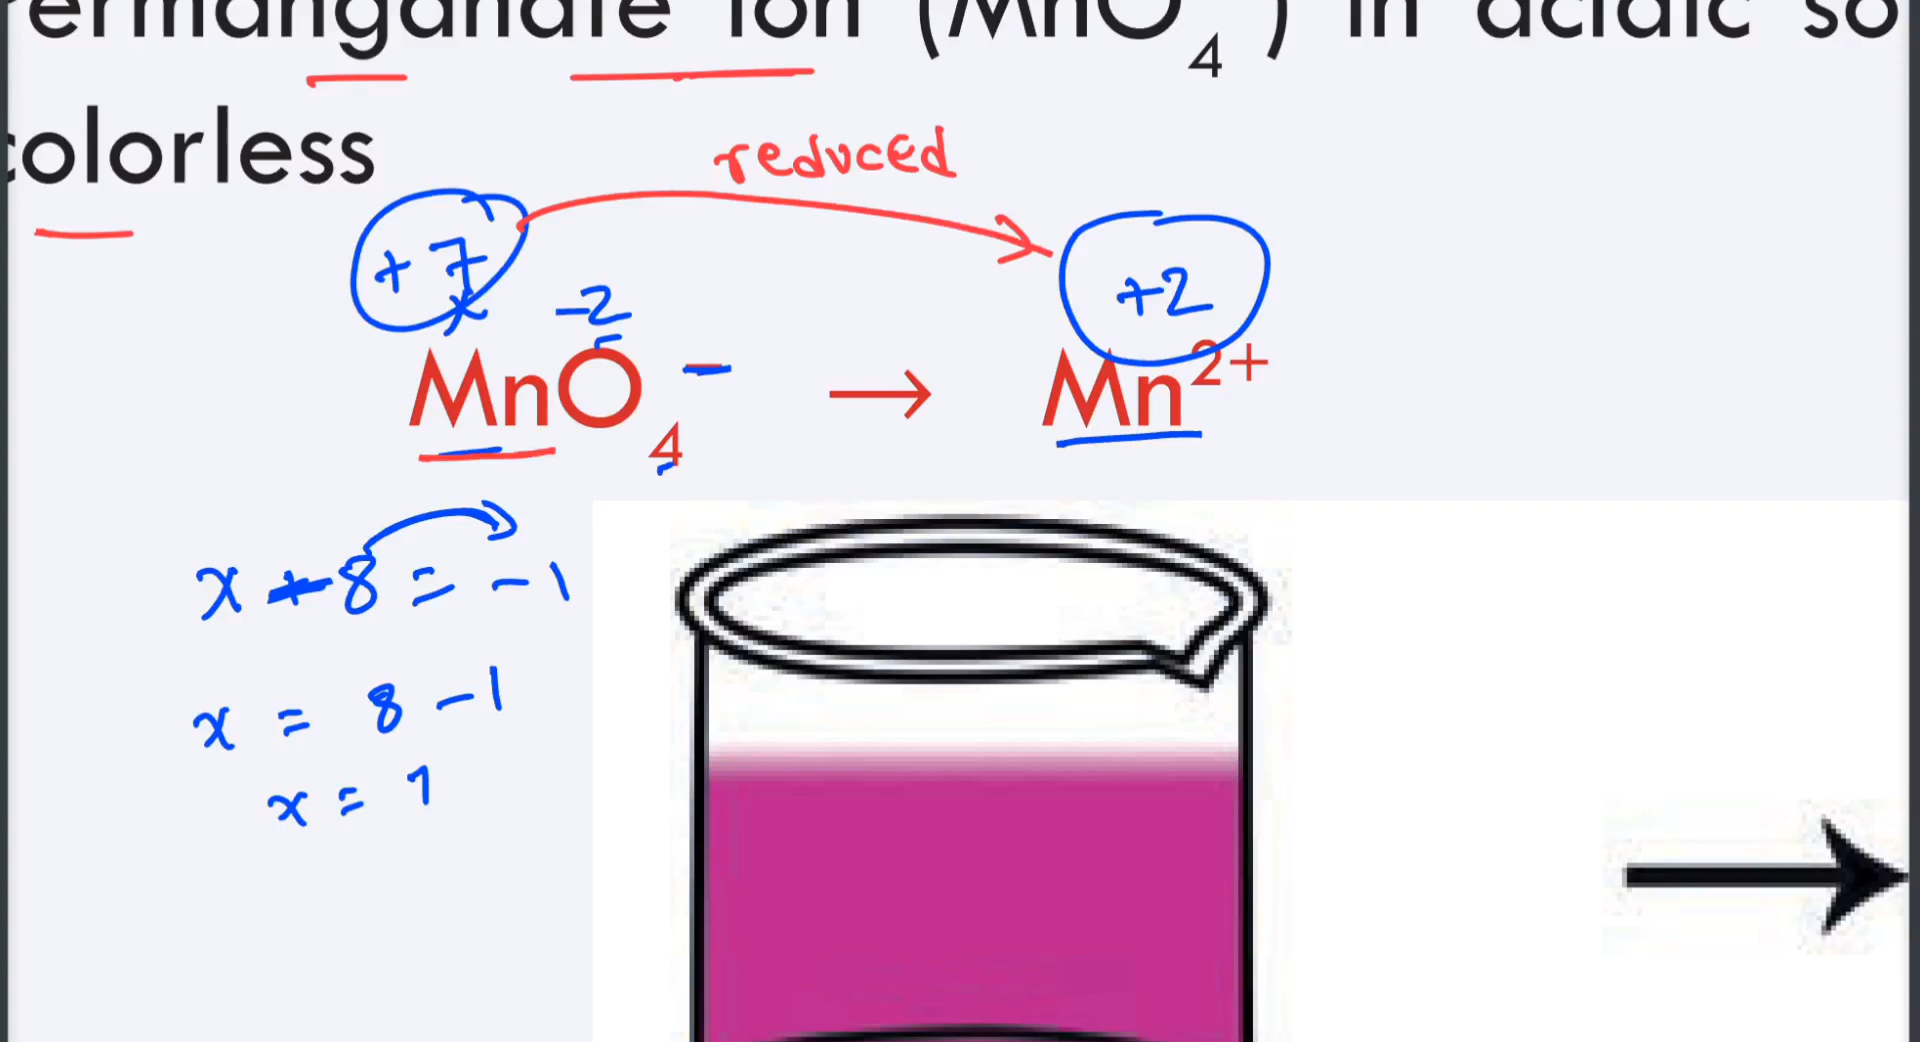 ermanganate ion (MnO₄ ) in acidic so
colorless
reduced
+7
x
-2
+2
MnO₄⁻ → Mn²⁺
x - 8 = -1
x = 8 - 1
x = 7